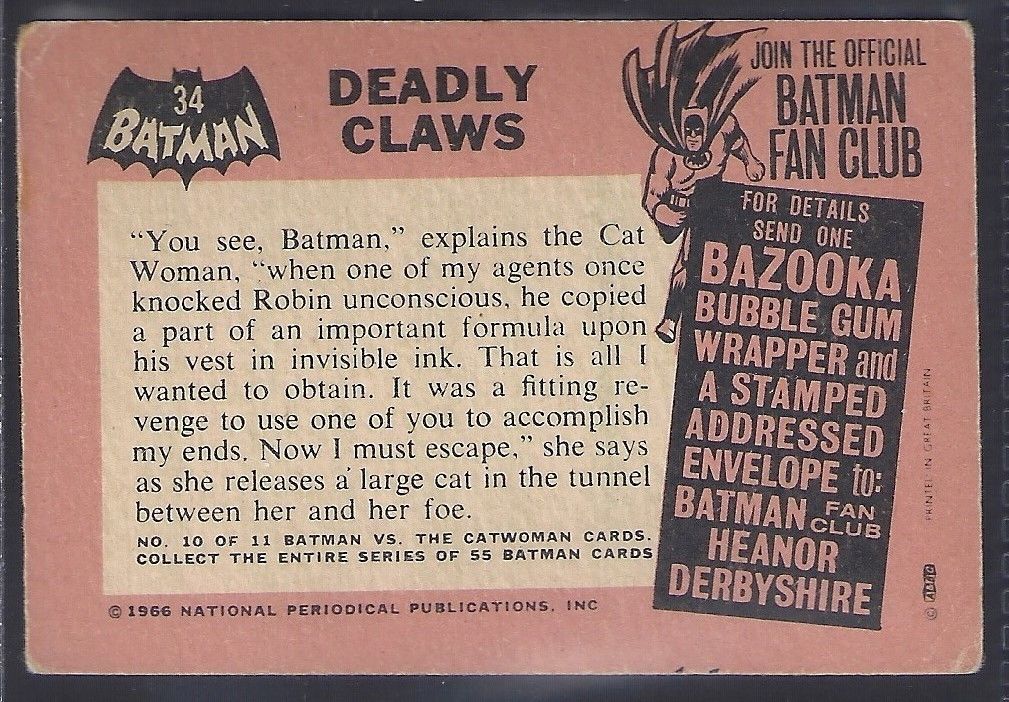 34
BATMAN
DEADLY
CLAWS
"You see, Batman," explains the Cat
Woman, "when one of my agents once
knocked Robin unconscious, he copied
a part of an important formula upon
his vest in invisible ink. That is all I
wanted to obtain. It was a fitting re-
venge to use one of you to accomplish
my ends. Now I must escape," she says
as she releases a large cat in the tunnel
between her and her foe.
NO. 10 OF 11 BATMAN VS. THE CATWOMAN CARDS.
COLLECT THE ENTIRE SERIES OF 55 BATMAN CARDS
© 1966 NATIONAL PERIODICAL PUBLICATIONS, INC
JOIN THE OFFICIAL
BATMAN
FAN CLUB
FOR DETAILS
SEND ONE
BAZOOKA
BUBBLE GUM
WRAPPER and
A STAMPED
ADDRESSED
ENVELOPE to:
BATMAN FAN CLUB
HEANOR
DERBYSHIRE
PRINTED IN GREAT BRITAIN
© A&BC